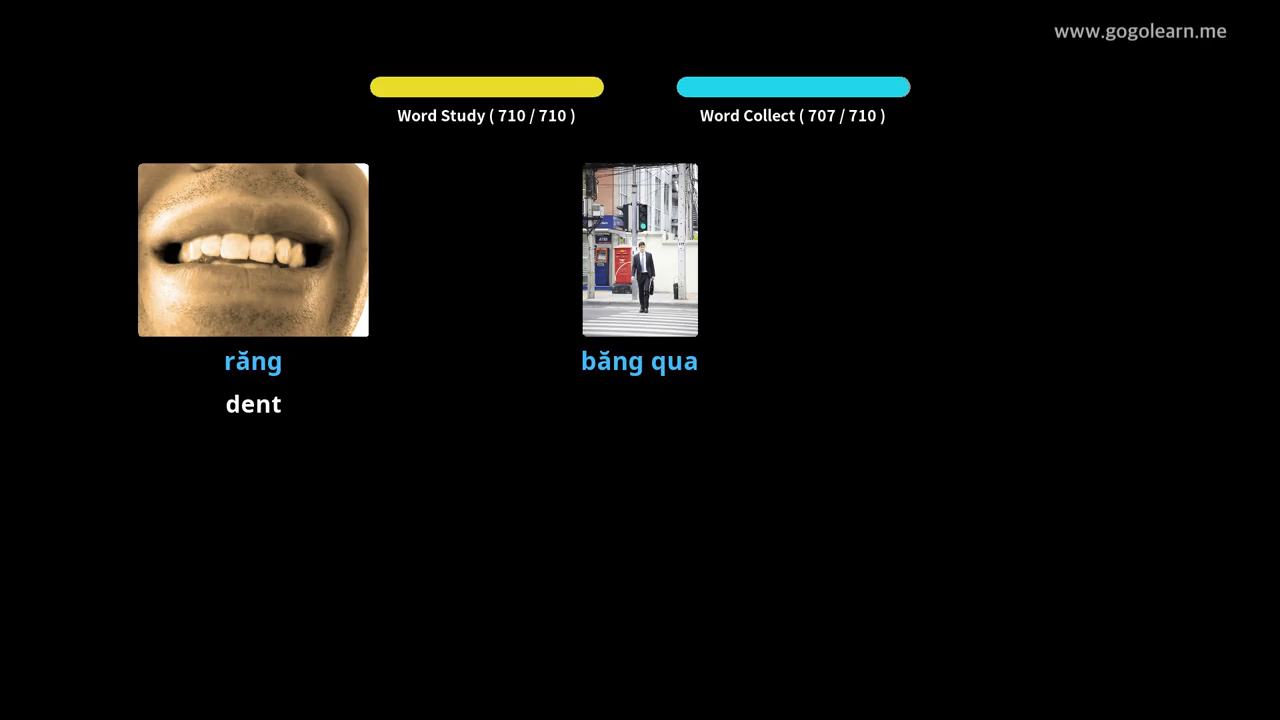 www.gogolearn.me
Word Study ( 710 / 710 )
Word Collect ( 707 / 710 )
răng
băng qua
dent